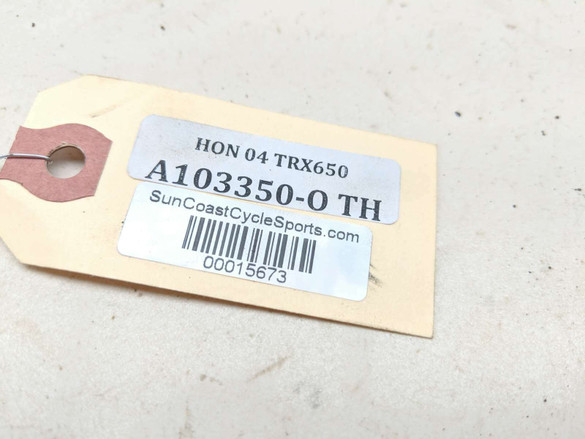 HON 04 TRX650
A103350-O TH
SunCoastCycleSports.com
00015673